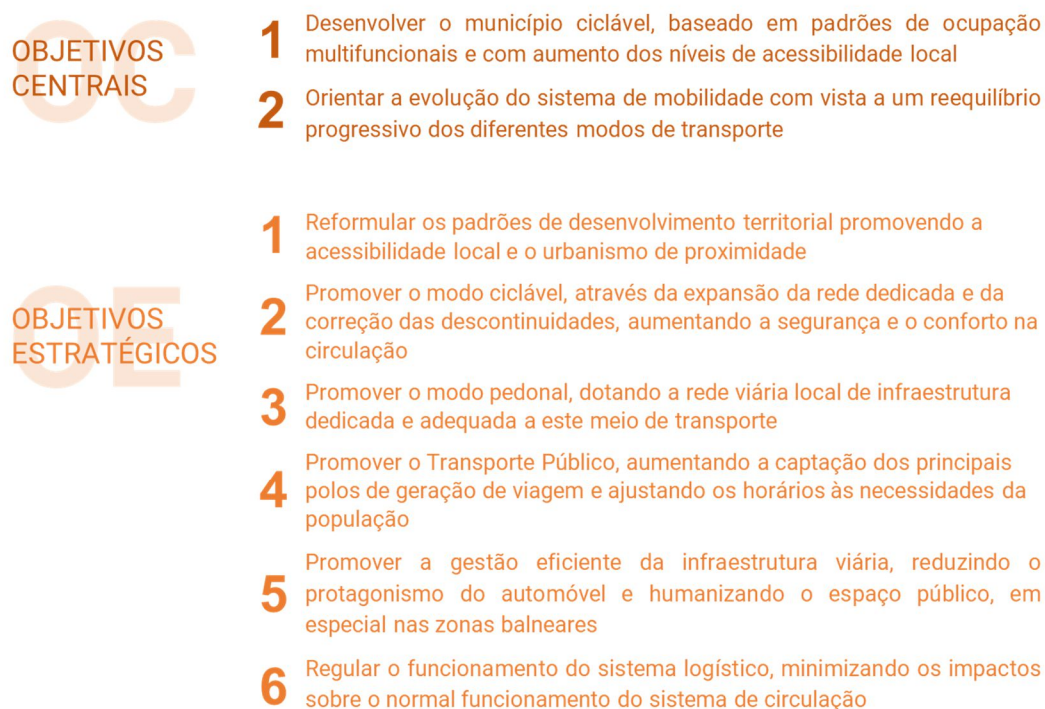 OC
OBJETIVOS
CENTRAIS
1
Desenvolver o município ciclável, baseado em padrões de ocupação
multifuncionais e com aumento dos níveis de acessibilidade local
2
Orientar a evolução do sistema de mobilidade com vista a um reequilíbrio
progressivo dos diferentes modos de transporte
OE
OBJETIVOS
ESTRATÉGICOS
1
Reformular os padrões de desenvolvimento territorial promovendo a
acessibilidade local e o urbanismo de proximidade
2
Promover o modo ciclável, através da expansão da rede dedicada e da
correção das descontinuidades, aumentando a segurança e o conforto na
circulação
3
Promover o modo pedonal, dotando a rede viária local de infraestrutura
dedicada e adequada a este meio de transporte
4
Promover o Transporte Público, aumentando a captação dos principais
polos de geração de viagem e ajustando os horários às necessidades da
população
5
Promover a gestão eficiente da infraestrutura viária, reduzindo o
protagonismo do automóvel e humanizando o espaço público, em
especial nas zonas balneares
6
Regular o funcionamento do sistema logístico, minimizando os impactos
sobre o normal funcionamento do sistema de circulação